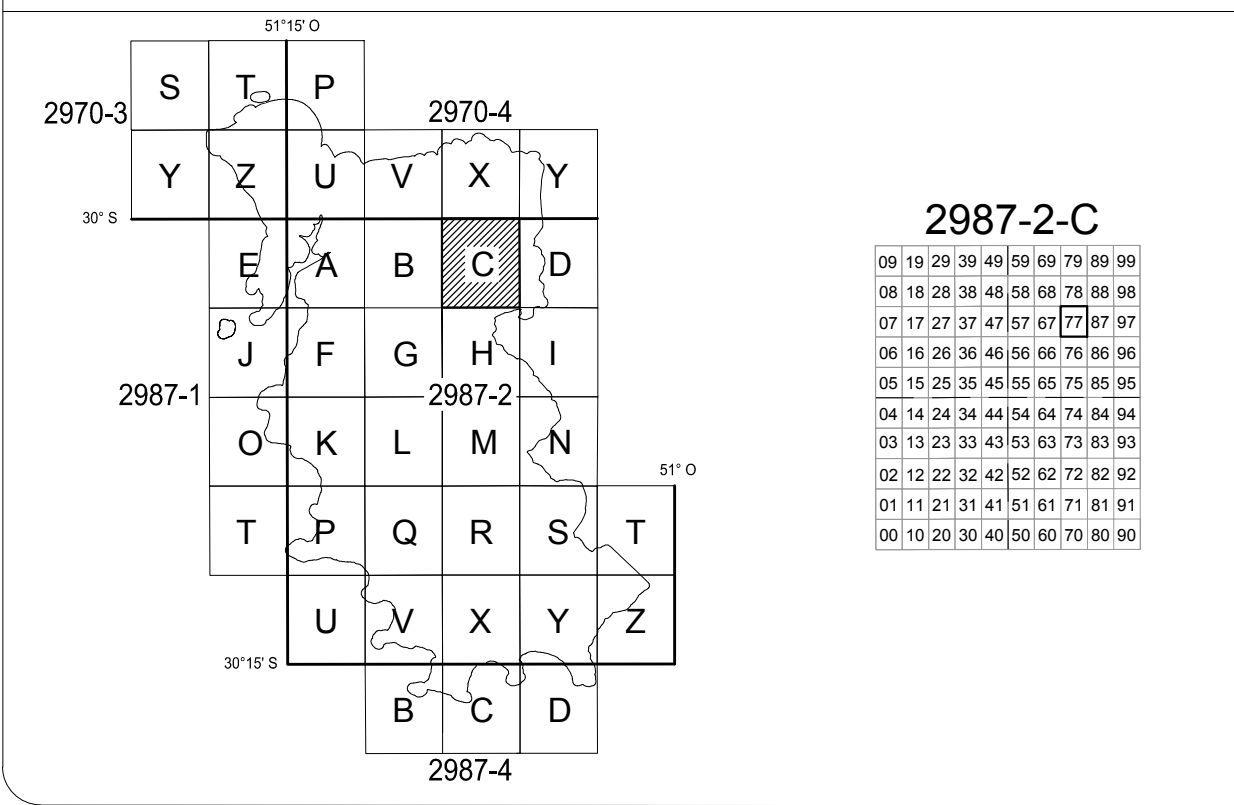 51°15' O
S T P
2970-3 2970-4
Y Z U V X Y
30° S
E A B C D
J F G H I
2987-1 2987-2
O K L M N
51° O
T P Q R S T
U V X Y Z
30°15' S
B C D
2987-4
2987-2-C
09 19 29 39 49 59 69 79 89 99
08 18 28 38 48 58 68 78 88 98
07 17 27 37 47 57 67 77 87 97
06 16 26 36 46 56 66 76 86 96
05 15 25 35 45 55 65 75 85 95
04 14 24 34 44 54 64 74 84 94
03 13 23 33 43 53 63 73 83 93
02 12 22 32 42 52 62 72 82 92
01 11 21 31 41 51 61 71 81 91
00 10 20 30 40 50 60 70 80 90